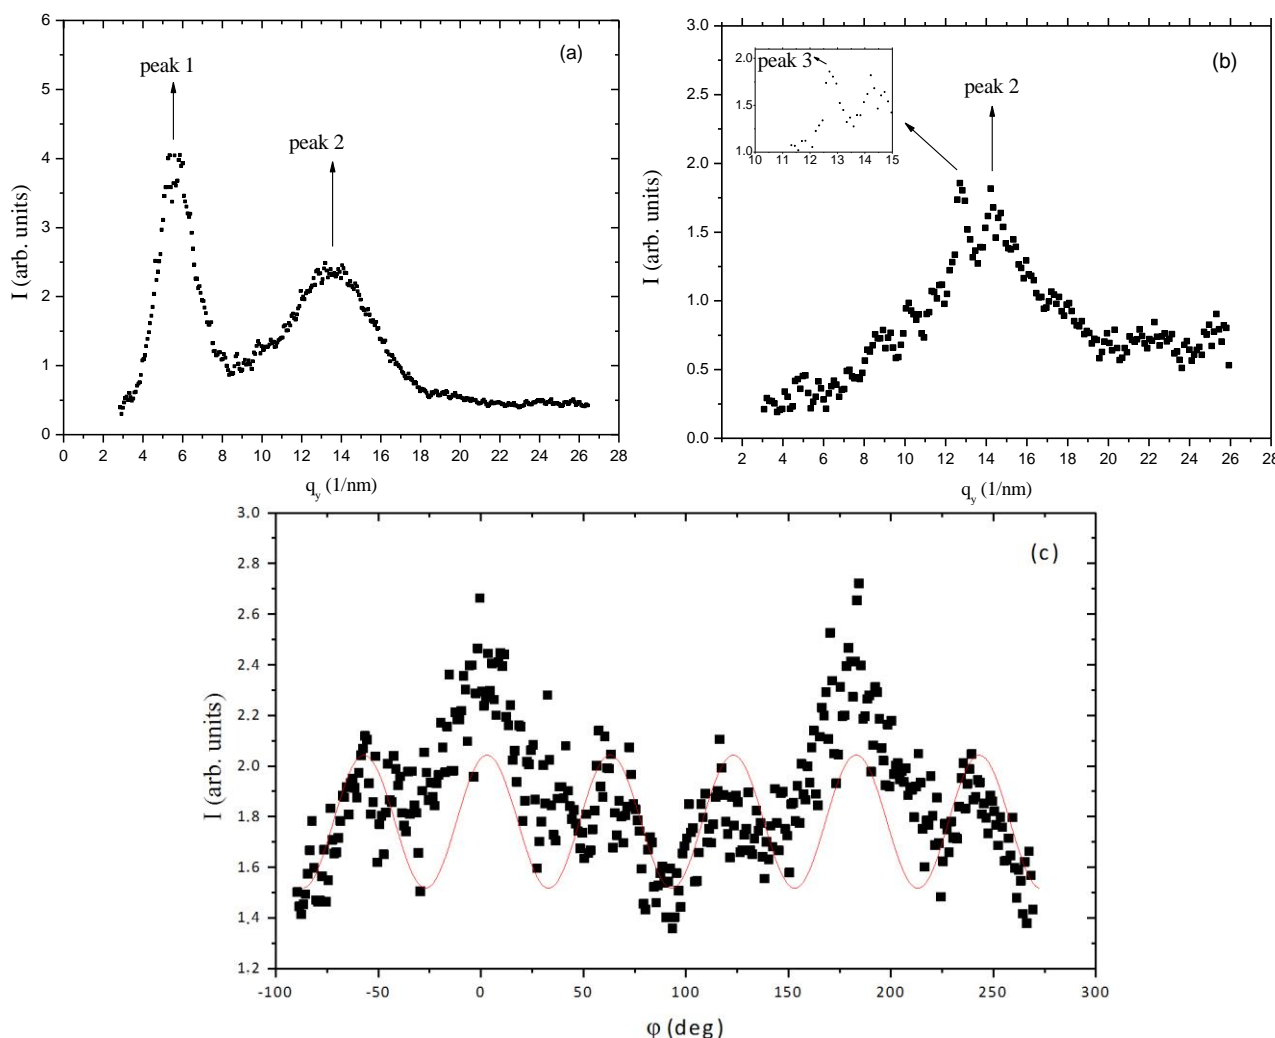 (a)
peak 1
peak 2
I (arb. units)
6
5
4
3
2
1
0
0 2 4 6 8 10 12 14 16 18 20 22 24 26 28
q_y (1/nm)
(b)
peak 3
peak 2
2.0
1.5
1.0
10 11 12 13 14 15
I (arb. units)
3.0
2.5
2.0
1.5
1.0
0.5
0.0
2 4 6 8 10 12 14 16 18 20 22 24 26 28
q_y (1/nm)
(c)
I (arb. units)
3.0
2.8
2.6
2.4
2.2
2.0
1.8
1.6
1.4
1.2
-100 -50 0 50 100 150 200 250 300
φ (deg)